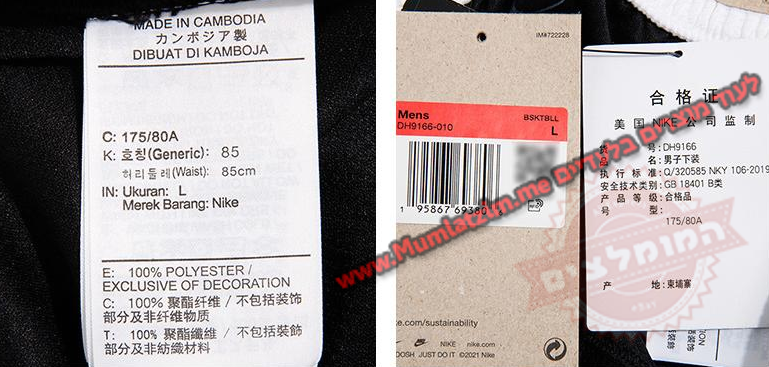 MADE IN CAMBODIA
カンボジア製
DIBUAT DI KAMBOJA
C: 175/80A
K: 호칭(Generic): 85
허리둘레(Waist): 85cm
IN: Ukuran: L
Merek Barang: Nike
E: 100% POLYESTER/
EXCLUSIVE OF DECORATION
C: 100% 聚酯纤维 / 不包括装饰
部分及非纤维物质
T: 100% 聚酯纖維 / 不包括裝飾
部分及非紡織材料
IM#722228
Mens
BSKTBLL
DH9166-010
L
1 95867 69380 8
.nike.com/sustainability
NIKE
nike.com
JUST DO IT ©2021 Nike
合格证
美国 NIKE 公司监制
货号:DH9166
品名:男子下装
执行标准:Q/320585 NKY 106-2019
安全技术类别:GB 18401 B类
产品等级:合格品
号型:
175/80A
产地:柬埔寨
לעוד מוצרים בלעדיים
www.Mumlatzim.me
המומלצים